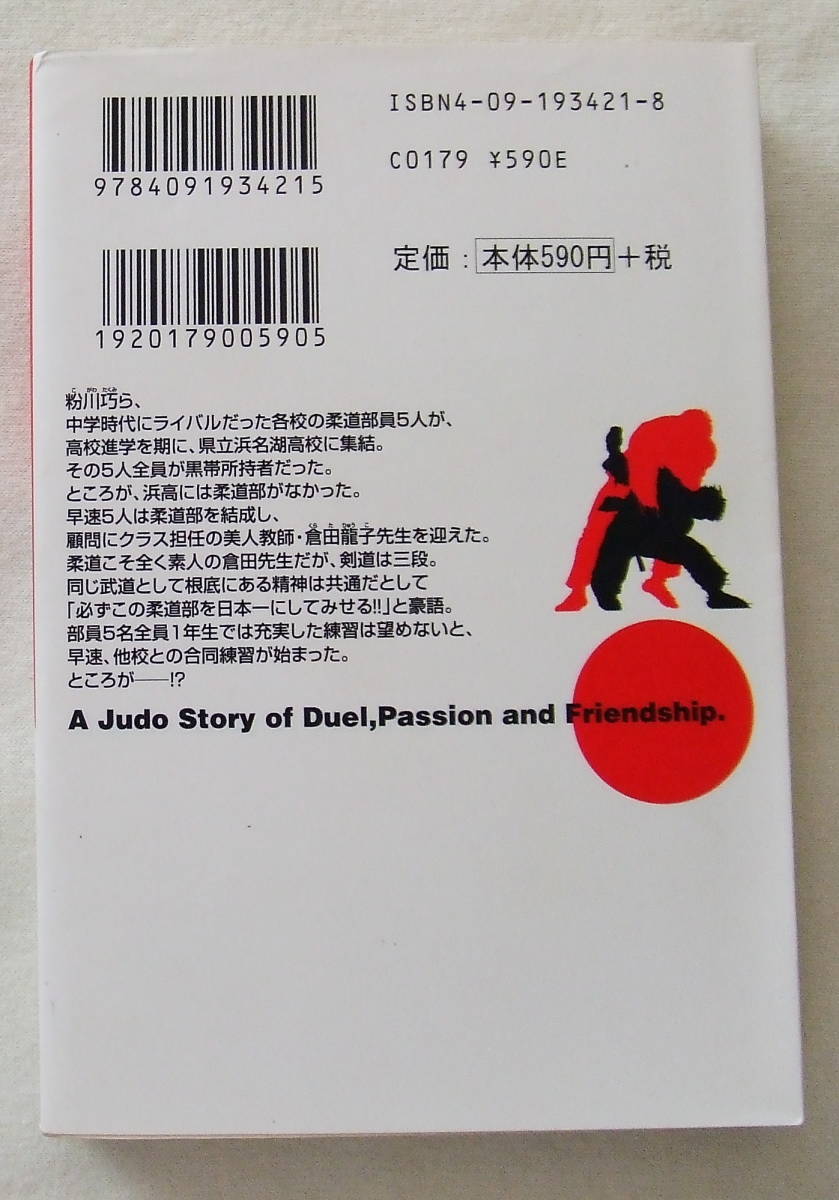 ISBN4-09-193421-8
9784091934215
C0179 ¥590E
定価：本体590円＋税
1920179005905
粉川巧ら、
中学時代にライバルだった各校の柔道部員5人が、
高校進学を期に、県立浜名湖高校に集結。
その5人全員が黒帯所持者だった。
ところが、浜高には柔道部がなかった。
早速5人は柔道部を結成し、
顧問にクラス担任の美人教師・倉田龍子先生を迎えた。
柔道こそ全く素人の倉田先生だが、剣道は三段。
同じ武道として根底にある精神は共通だとして
「必ずこの柔道部を日本一にしてみせる!!」と豪語。
部員5名全員1年生では充実した練習は望めないと、
早速、他校との合同練習が始まった。
ところが──!?
A Judo Story of Duel,Passion and Friendship.